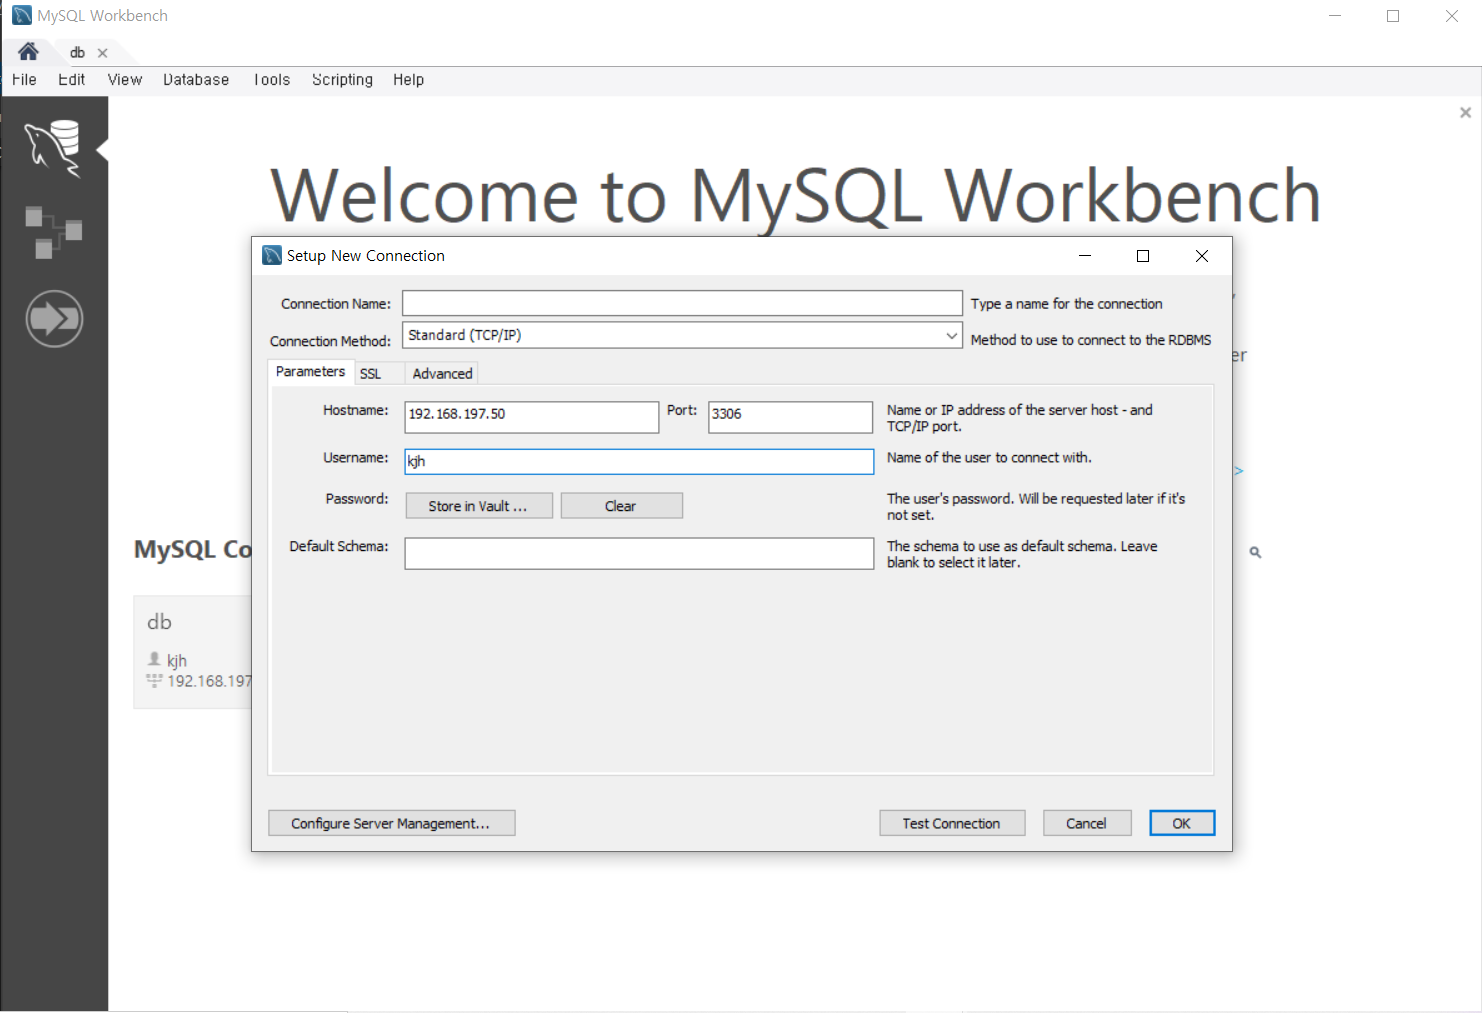 MySQL Workbench
db
File Edit View Database Tools Scripting Help
Welcome to MySQL Workbench
Setup New Connection
Connection Name: Type a name for the connection
Connection Method: Standard (TCP/IP) Method to use to connect to the RDBMS
Parameters SSL Advanced
Hostname: 192.168.197.50 Port: 3306 Name or IP address of the server host - and
TCP/IP port.
Username: kjh Name of the user to connect with.
Password: Store in Vault ... Clear The user's password. Will be requested later if it's
not set.
Default Schema: The schema to use as default schema. Leave
blank to select it later.
Configure Server Management... Test Connection Cancel OK
er
>
MySQL Co
db
kjh
192.168.197